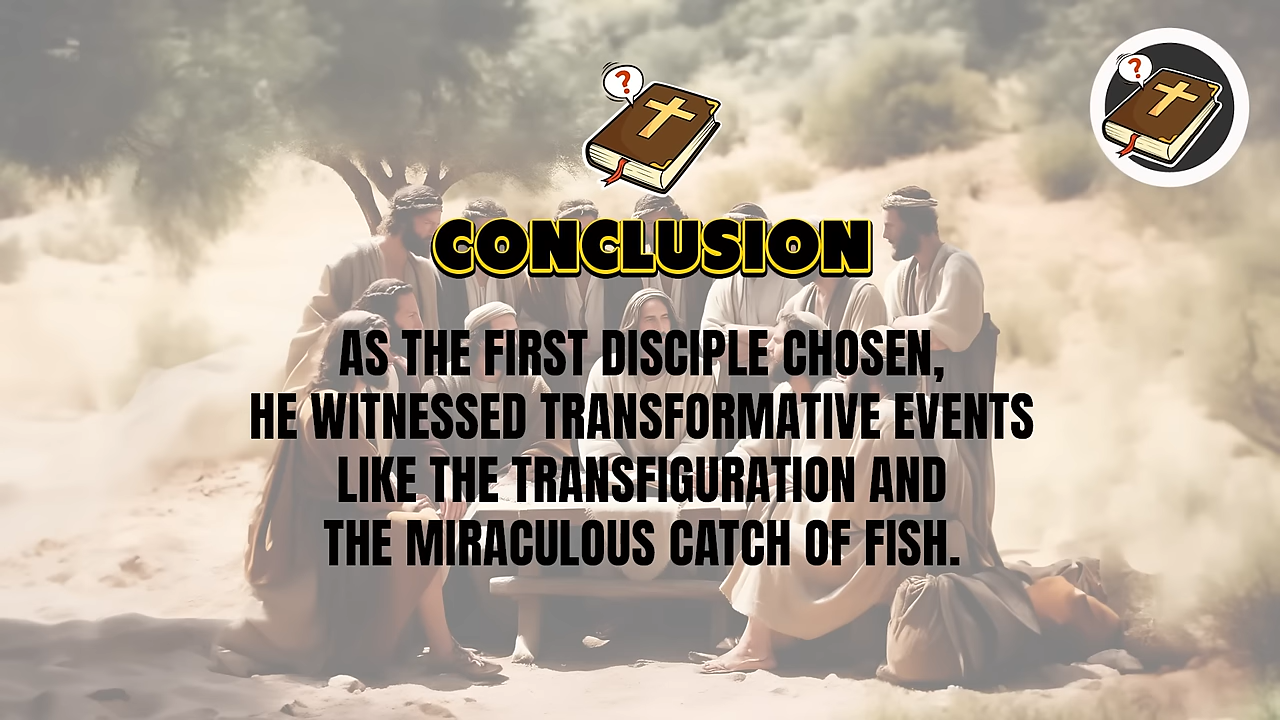 ?
?
CONCLUSION
AS THE FIRST DISCIPLE CHOSEN,
HE WITNESSED TRANSFORMATIVE EVENTS
LIKE THE TRANSFIGURATION AND
THE MIRACULOUS CATCH OF FISH.